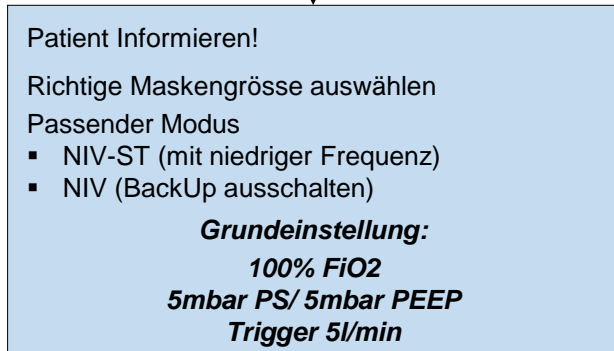 Patient Informieren!
Richtige Maskengrösse auswählen
Passender Modus
▪ NIV-ST (mit niedriger Frequenz)
▪ NIV (BackUp ausschalten)
Grundeinstellung:
100% FiO2
5mbar PS/ 5mbar PEEP
Trigger 5l/min